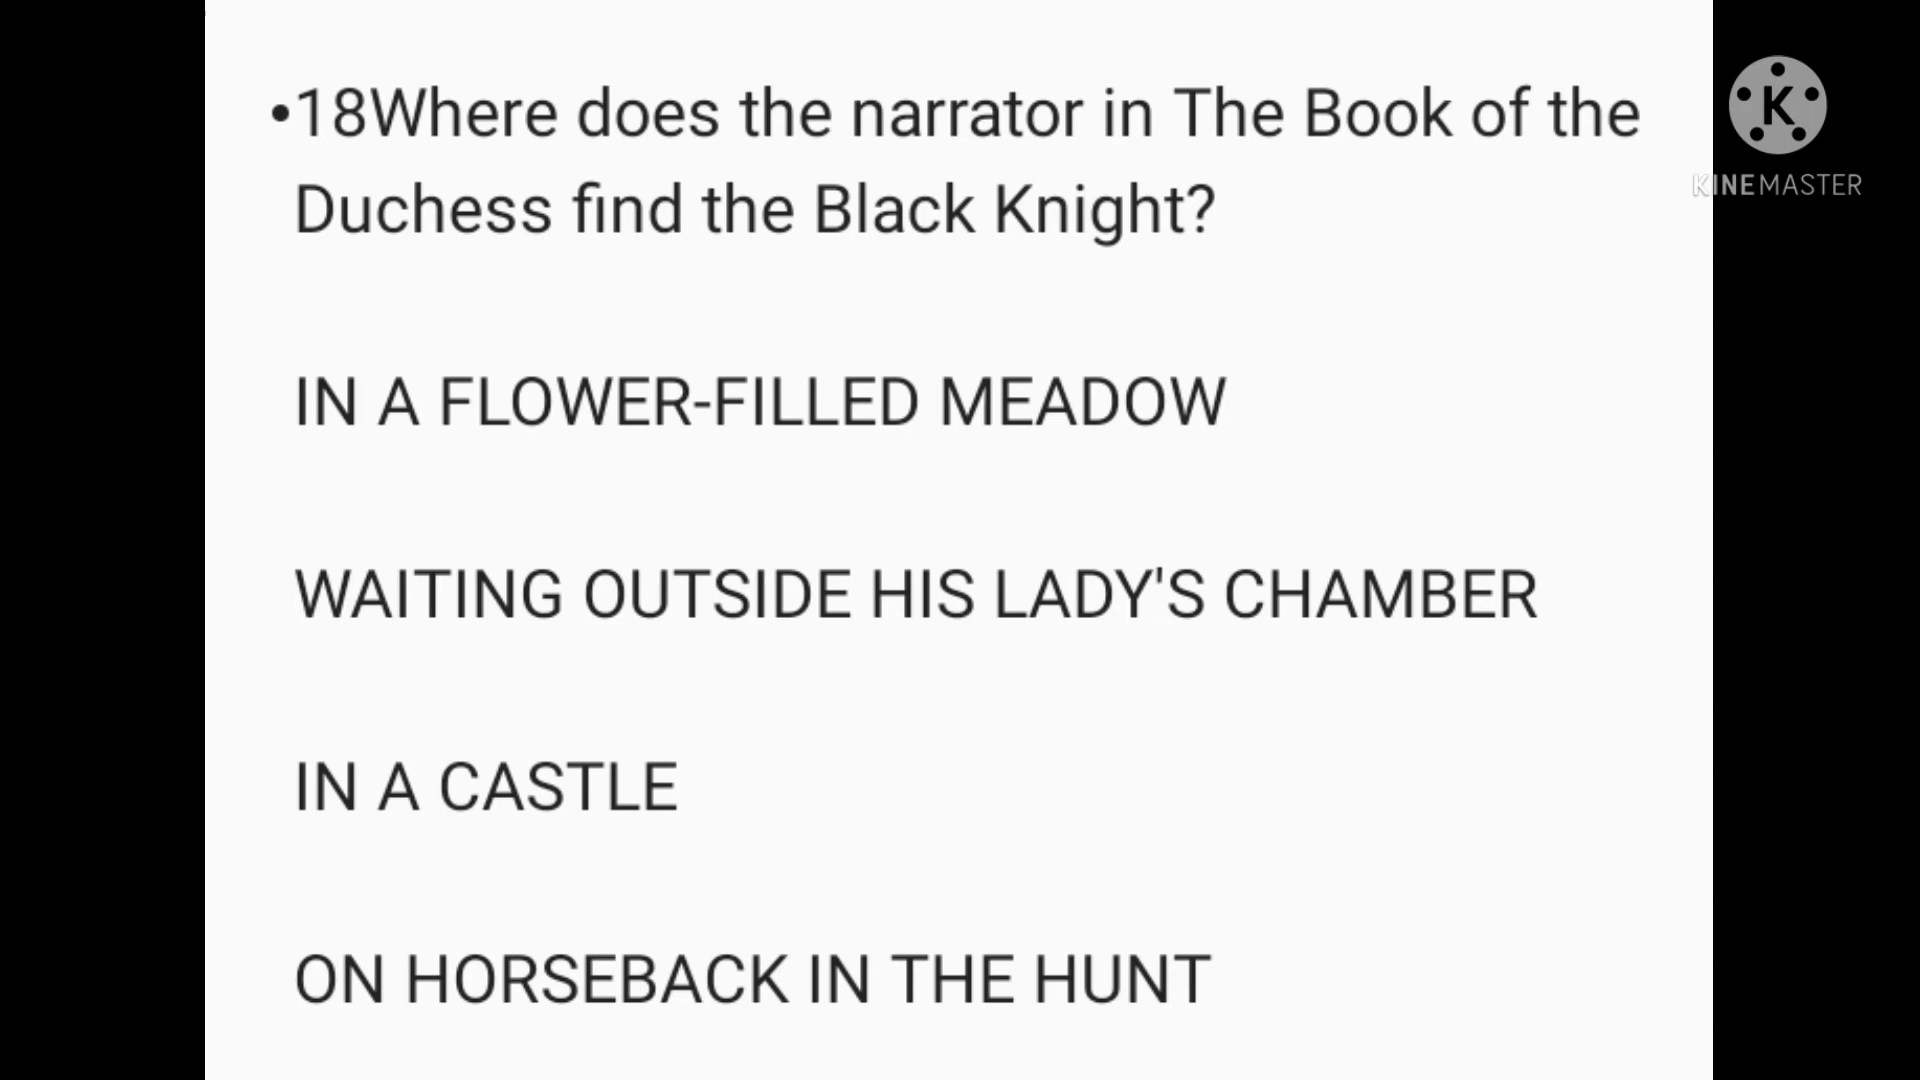 •18Where does the narrator in The Book of the
Duchess find the Black Knight?
IN A FLOWER-FILLED MEADOW
WAITING OUTSIDE HIS LADY'S CHAMBER
IN A CASTLE
ON HORSEBACK IN THE HUNT
K
KINEMASTER